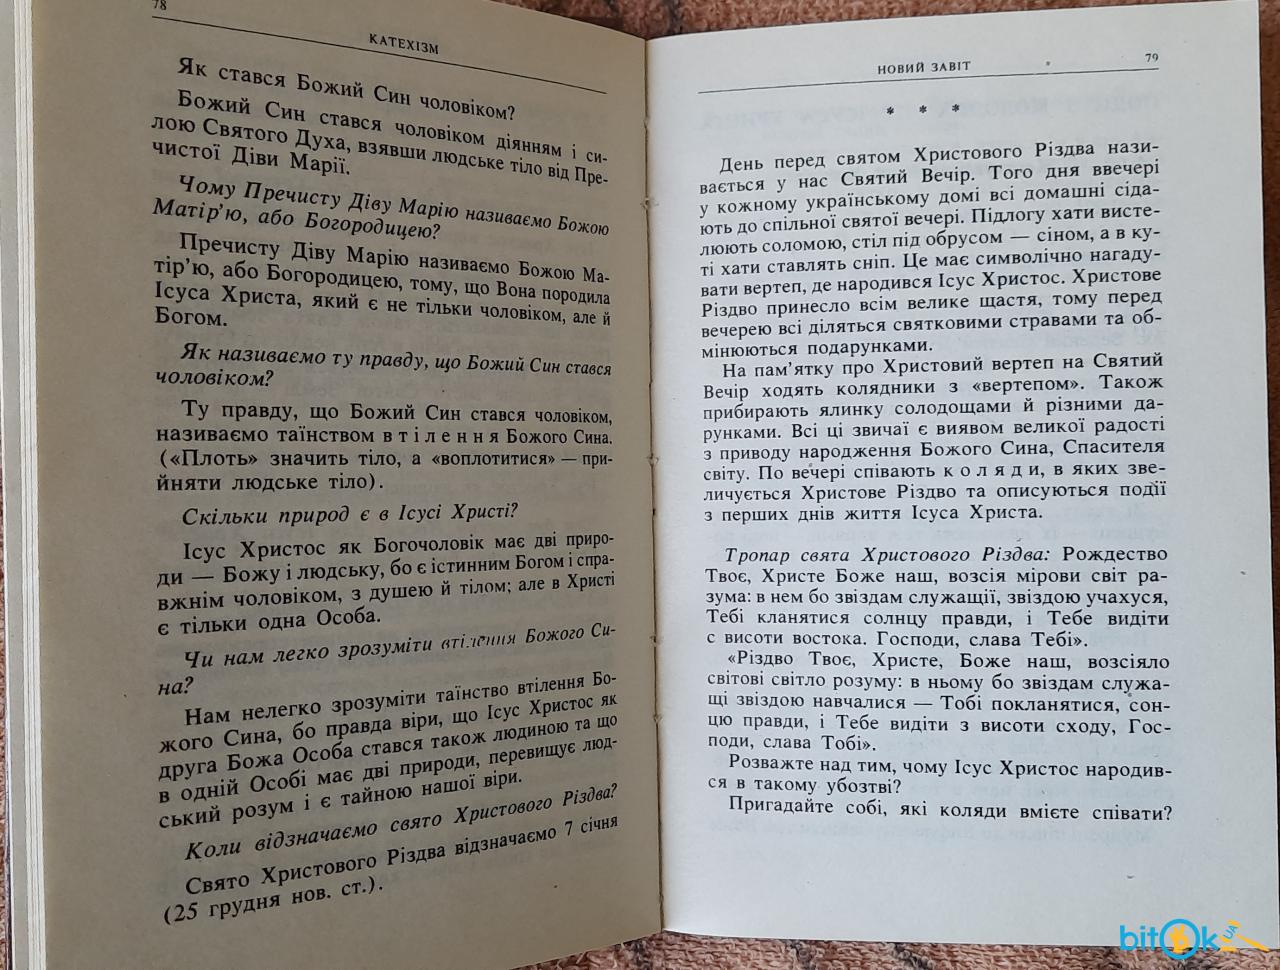 78
КАТЕХІЗМ
Як стався Божий Син чоловіком?
Божий Син стався чоловіком діянням і си-
лою Святого Духа, взявши людське тіло від Пре-
чистої Діви Марії.
Чому Пречисту Діву Марію називаємо Божою
Матір’ю, або Богородицею?
Пречисту Діву Марію називаємо Божою Ма-
тір’ю, або Богородицею, тому, що Вона породила
Ісуса Христа, який є не тільки чоловіком, але й
Богом.
Як називаємо ту правду, що Божий Син стався
чоловіком?
Ту правду, що Божий Син стався чоловіком,
називаємо таїнством втілення Божого Сина.
(«Плоть» значить тіло, а «воплотитися» — при-
йняти людське тіло).
Скільки природ є в Ісусі Христі?
Ісус Христос як Богочоловік має дві приро-
ди — Божу і людську, бо є істинним Богом і спра-
вжнім чоловіком, з душею й тілом; але в Христі
є тільки одна Особа.
Чи нам легко зрозуміти втілення Божого Си-
на?
Нам нелегко зрозуміти таїнство втілення Бо-
жого Сина, бо правда віри, що Ісус Христос як
друга Божа Особа стався також людиною та що
в одній Особі має дві природи, перевищує люд-
ський розум і є тайною нашої віри.
Коли відзначаємо свято Христового Різдва?
Свято Христового Різдва відзначаємо 7 січня
(25 грудня нов. ст.).
НОВИЙ ЗАВІТ
79
* * *
День перед святом Христового Різдва нази-
вається у нас Святий Вечір. Того дня ввечері
у кожному українському домі всі домашні сіда-
ють до спільної святої вечері. Підлогу хати висте-
люють соломою, стіл під обрусом — сіном, а в ку-
ті хати ставлять сніп. Це має символічно нагаду-
вати вертеп, де народився Ісус Христос. Христове
Різдво принесло всім велике щастя, тому перед
вечерею всі діляться святковими стравами та об-
мінюються подарунками.
На пам’ятку про Христовий вертеп на Святий
Вечір ходять колядники з «вертепом». Також
прибирають ялинку солодощами й різними да-
рунками. Всі ці звичаї є виявом великої радості
з приводу народження Божого Сина, Спасителя
світу. По вечері співають коляди, в яких зве-
личується Христове Різдво та описуються події
з перших днів життя Ісуса Христа.
Тропар свята Христового Різдва: Рождество
Твоє, Христе Боже наш, возсія мірови світ ра-
зума: в нем бо звіздам служащії, звіздою учахуся,
Тебі кланятися солнцу правди, і Тебе видіти
с висоти востока. Господи, слава Тебі».
«Різдво Твоє, Христе, Боже наш, возсіяло
світові світло розуму: в ньому бо звіздам служа-
щі звіздою навчалися — Тобі покланятися, сон-
цю правди, і Тебе видіти з висоти сходу, Гос-
поди, слава Тобі».
Розважте над тим, чому Ісус Христос народив-
ся в такому убозтві?
Пригадайте собі, які коляди вмієте співати?
bitok.ua